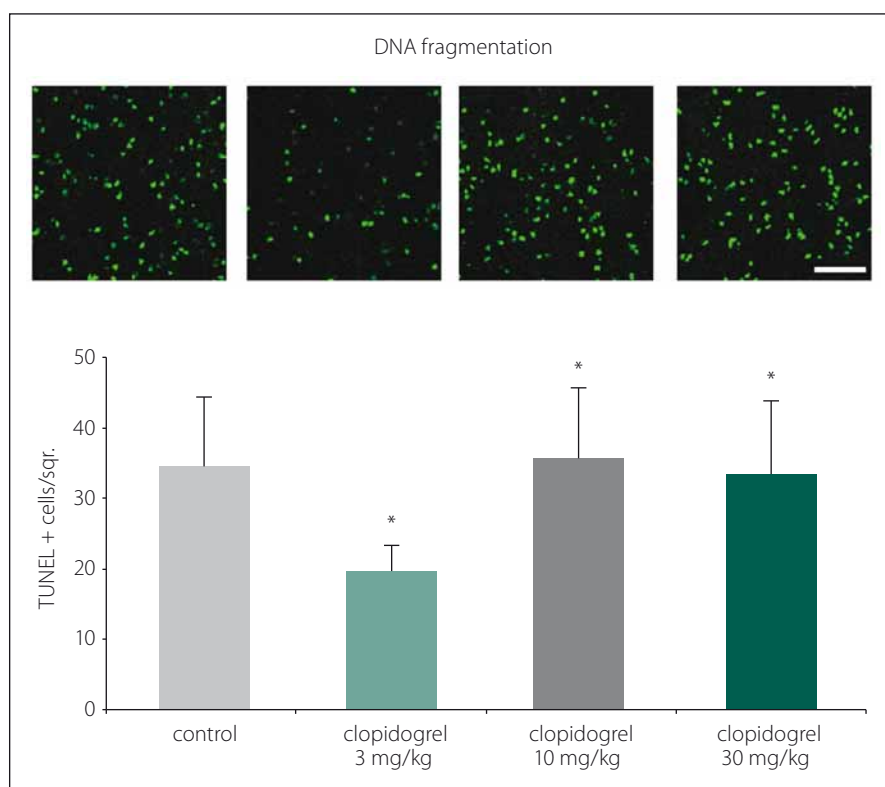 DNA fragmentation
50
40
30
20
10
0
TUNEL + cells/sqr.
*
*
*
control
clopidogrel
3 mg/kg
clopidogrel
10 mg/kg
clopidogrel
30 mg/kg